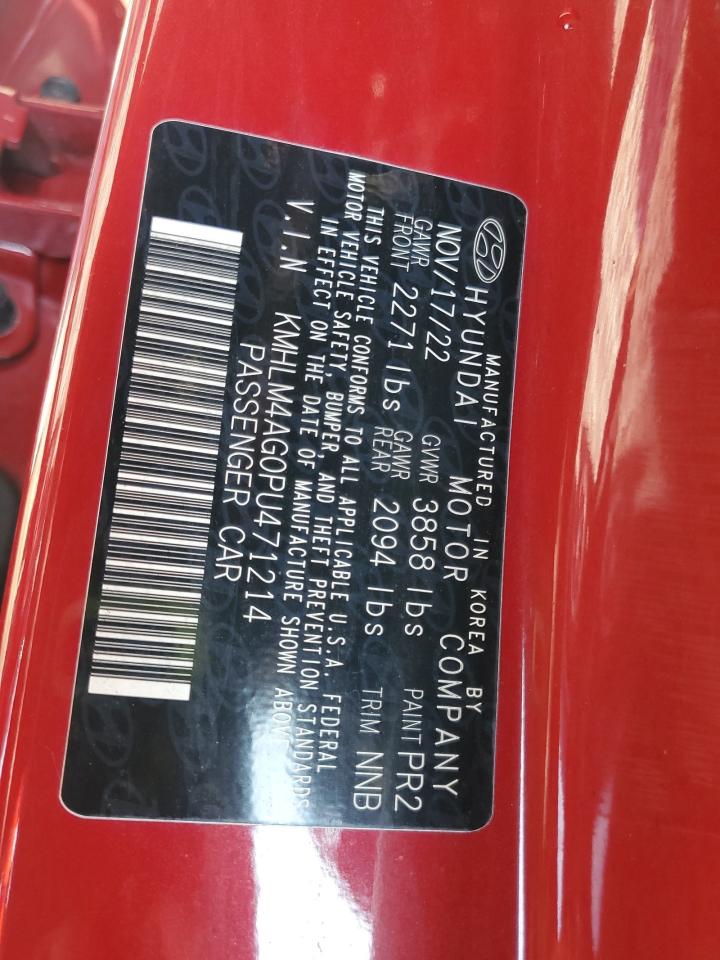 MANUFACTURED IN KOREA BY
HYUNDAI MOTOR COMPANY
NOV/17/22 GVWR 3858 lbs PAINT PR2
GAWR FRONT 2271 lbs GAWR REAR 2094 lbs TRIM NNB
THIS VEHICLE CONFORMS TO ALL APPLICABLE U.S.A. FEDERAL
MOTOR VEHICLE SAFETY, BUMPER, AND THEFT PREVENTION STANDARDS
IN EFFECT ON THE DATE OF MANUFACTURE SHOWN ABOVE
V.I.N KMHLM4AG0PU471214
PASSENGER CAR